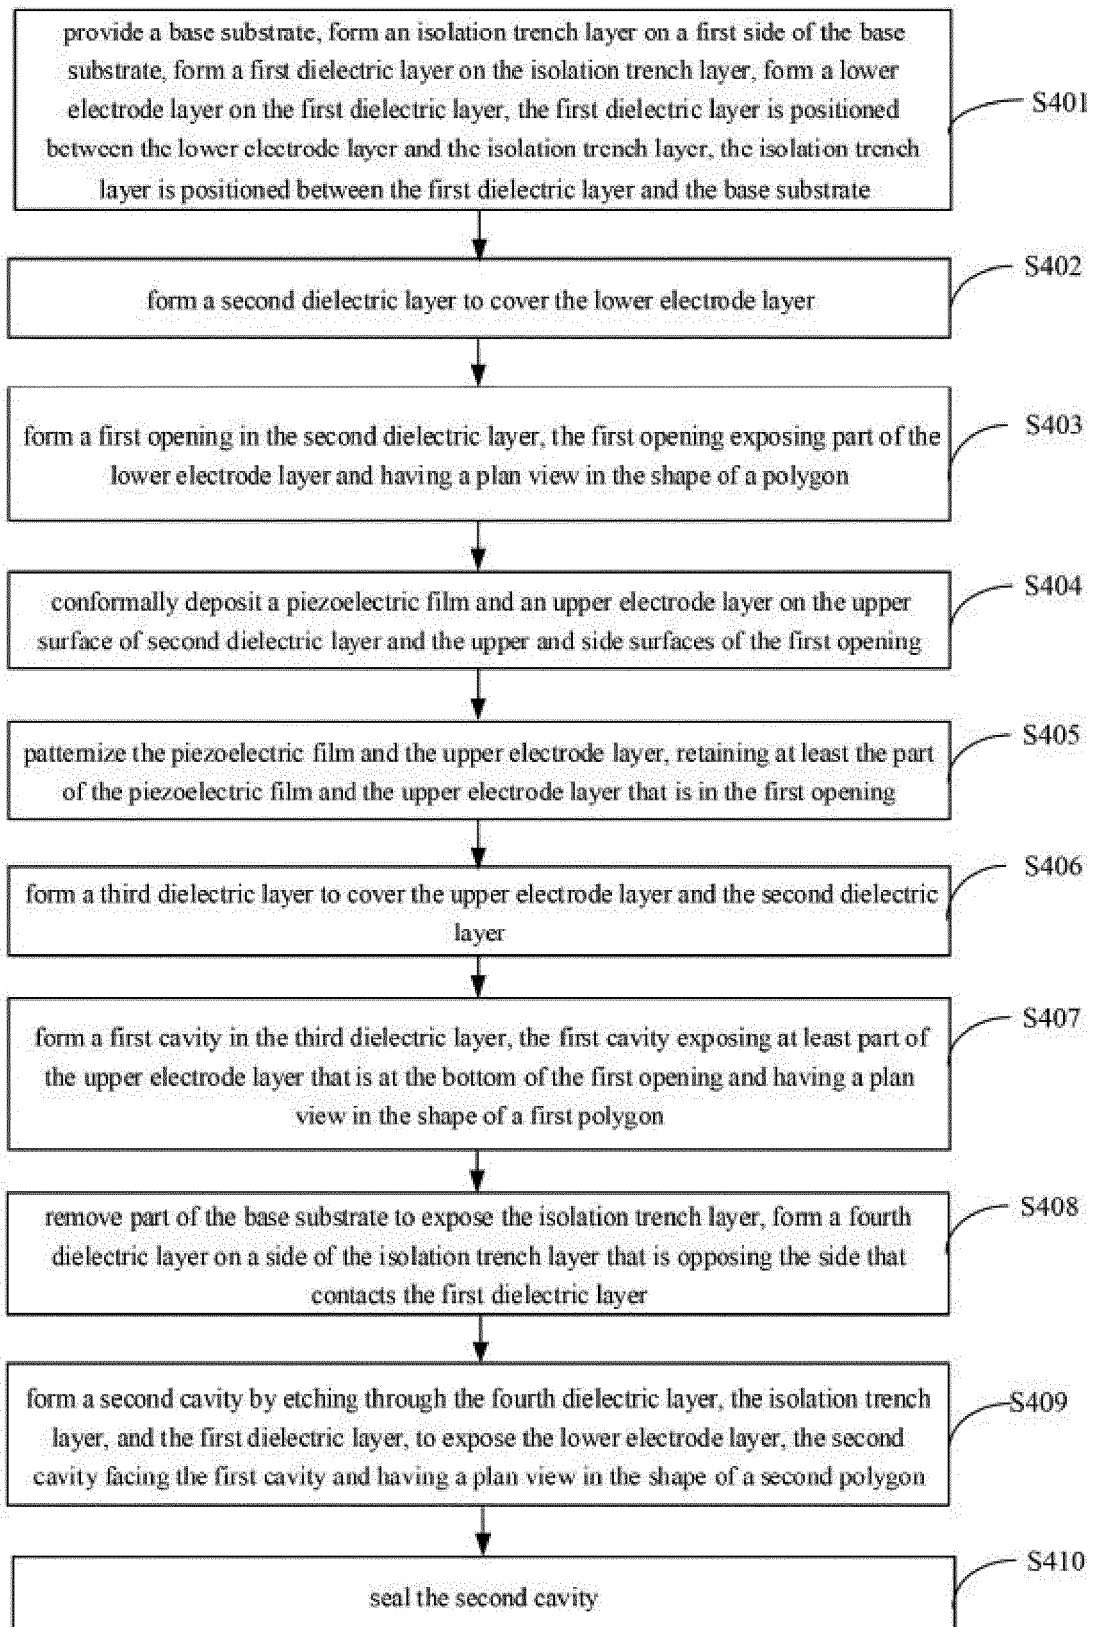 provide a base substrate, form an isolation trench layer on a first side of the base
substrate, form a first dielectric layer on the isolation trench layer, form a lower
electrode layer on the first dielectric layer, the first dielectric layer is positioned
between the lower electrode layer and the isolation trench layer, the isolation trench
layer is positioned between the first dielectric layer and the base substrate
S401
S402
form a second dielectric layer to cover the lower electrode layer
S403
form a first opening in the second dielectric layer, the first opening exposing part of the
lower electrode layer and having a plan view in the shape of a polygon
S404
conformally deposit a piezoelectric film and an upper electrode layer on the upper
surface of second dielectric layer and the upper and side surfaces of the first opening
S405
patternize the piezoelectric film and the upper electrode layer, retaining at least the part
of the piezoelectric film and the upper electrode layer that is in the first opening
S406
form a third dielectric layer to cover the upper electrode layer and the second dielectric
layer
S407
form a first cavity in the third dielectric layer, the first cavity exposing at least part of
the upper electrode layer that is at the bottom of the first opening and having a plan
view in the shape of a first polygon
S408
remove part of the base substrate to expose the isolation trench layer, form a fourth
dielectric layer on a side of the isolation trench layer that is opposing the side that
contacts the first dielectric layer
S409
form a second cavity by etching through the fourth dielectric layer, the isolation trench
layer, and the first dielectric layer, to expose the lower electrode layer, the second
cavity facing the first cavity and having a plan view in the shape of a second polygon
S410
seal the second cavity